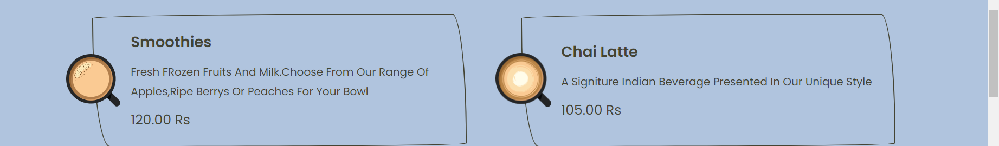 Smoothies
Fresh FRozen Fruits And Milk.Choose From Our Range Of
Apples,Ripe Berrys Or Peaches For Your Bowl
120.00 Rs
Chai Latte
A Signiture Indian Beverage Presented In Our Unique Style
105.00 Rs